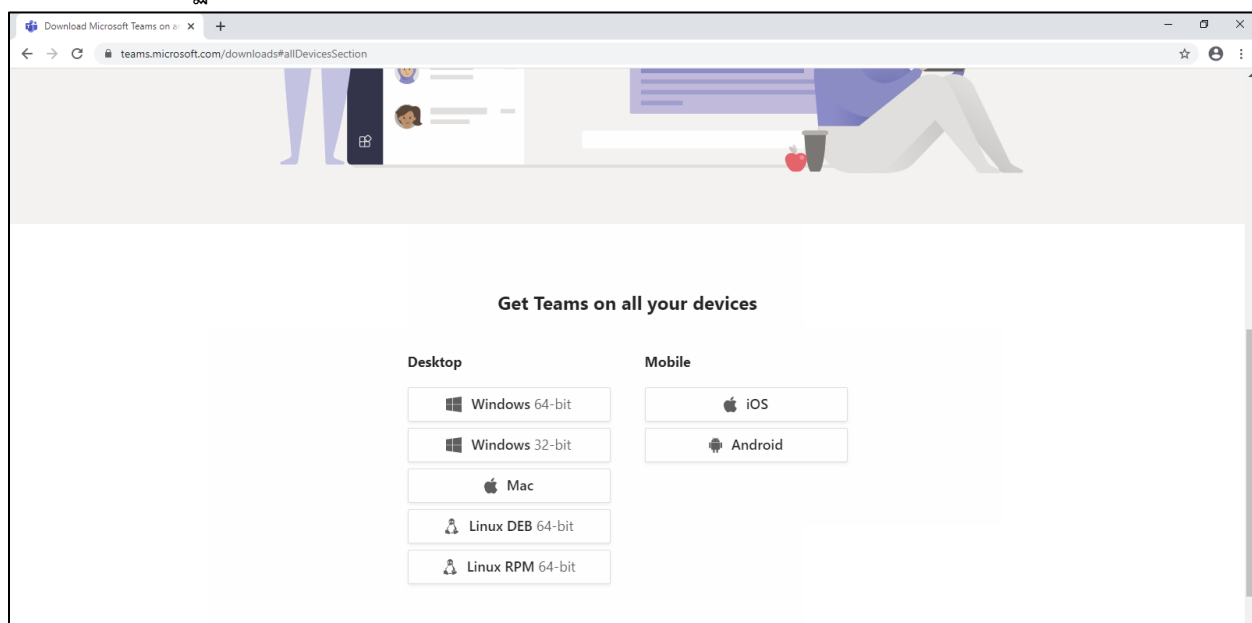 Download Microsoft Teams on a
teams.microsoft.com/downloads#allDevicesSection
Get Teams on all your devices
Desktop
Mobile
Windows 64-bit
iOS
Windows 32-bit
Android
Mac
Linux DEB 64-bit
Linux RPM 64-bit